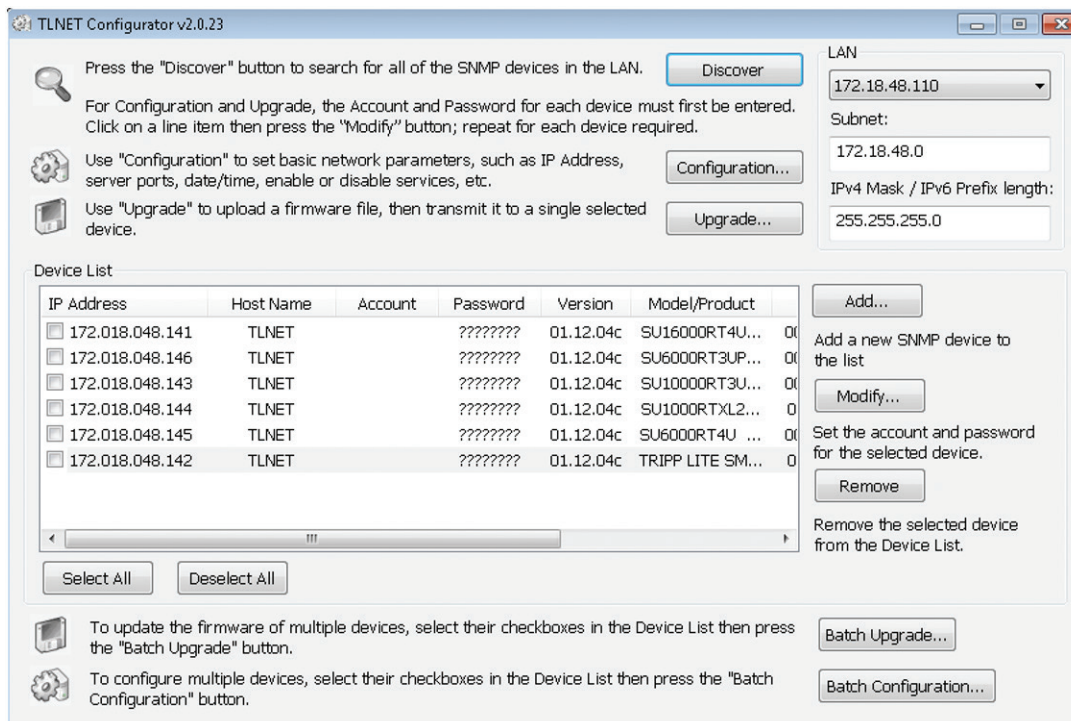 TLNET Configurator v2.0.23
Press the "Discover" button to search for all of the SNMP devices in the LAN.
Discover
For Configuration and Upgrade, the Account and Password for each device must first be entered.
Click on a line item then press the "Modify" button; repeat for each device required.
Use "Configuration" to set basic network parameters, such as IP Address,
server ports, date/time, enable or disable services, etc.
Configuration...
Use "Upgrade" to upload a firmware file, then transmit it to a single selected
device.
Upgrade...
LAN
172.18.48.110
Subnet:
172.18.48.0
IPv4 Mask / IPv6 Prefix length:
255.255.255.0
Device List
IP Address Host Name Account Password Version Model/Product
172.018.048.141 TLNET ???????? 01.12.04c SU16000RT4U...
172.018.048.146 TLNET ???????? 01.12.04c SU6000RT3UP...
172.018.048.143 TLNET ???????? 01.12.04c SU10000RT3U...
172.018.048.144 TLNET ???????? 01.12.04c SU1000RTXL2...
172.018.048.145 TLNET ???????? 01.12.04c SU6000RT4U ...
172.018.048.142 TLNET ???????? 01.12.04c TRIPP LITE SM...
Select All
Deselect All
Add...
Add a new SNMP device to
the list
Modify...
Set the account and password
for the selected device.
Remove
Remove the selected device
from the Device List.
To update the firmware of multiple devices, select their checkboxes in the Device List then press
the "Batch Upgrade" button.
Batch Upgrade...
To configure multiple devices, select their checkboxes in the Device List then press the "Batch
Configuration" button.
Batch Configuration...